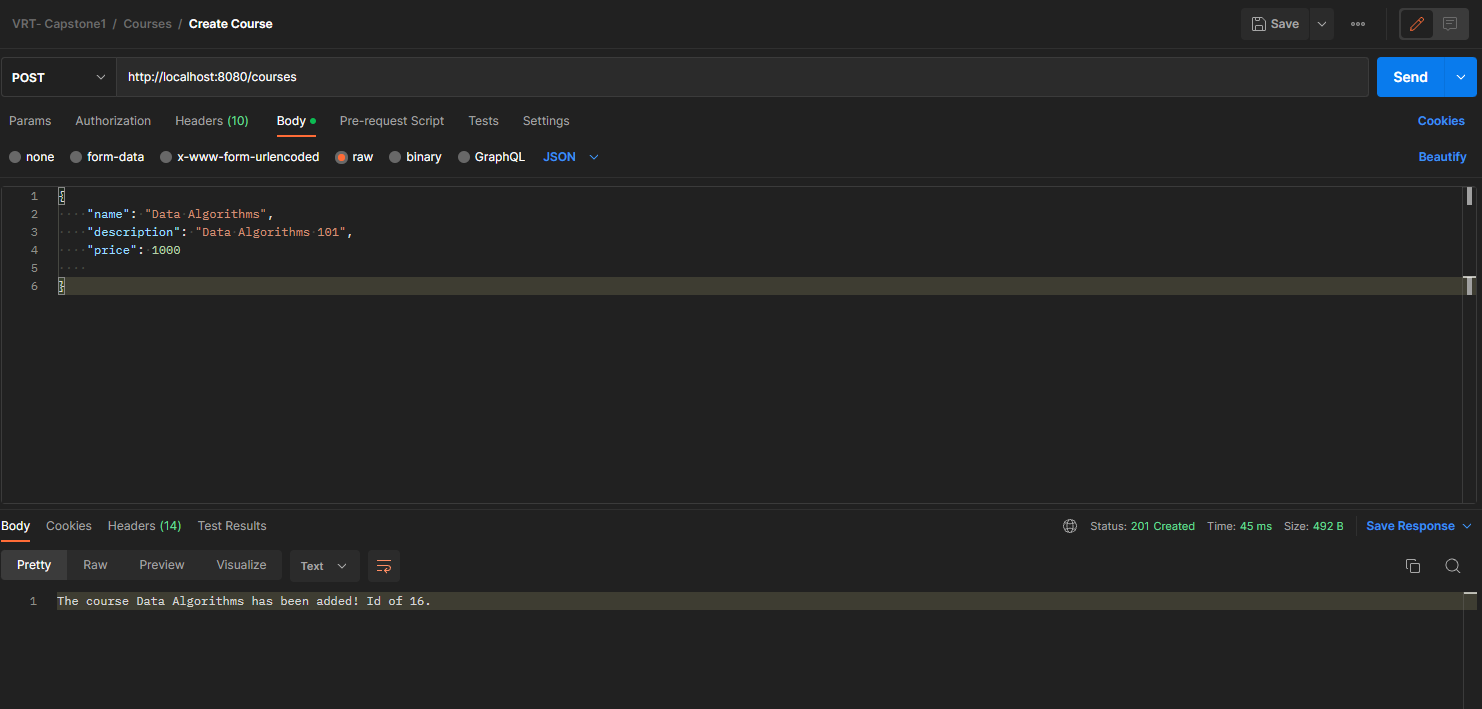 VRT- Capstone1 / Courses / Create Course
Save
POST http://localhost:8080/courses Send
Params Authorization Headers (10) Body Pre-request Script Tests Settings Cookies
none form-data x-www-form-urlencoded raw binary GraphQL JSON Beautify
1 {
2 "name": "Data Algorithms",
3 "description": "Data Algorithms 101",
4 "price": 1000
5
6 }
Body Cookies Headers (14) Test Results Status: 201 Created Time: 45 ms Size: 492 B Save Response
Pretty Raw Preview Visualize Text
1 The course Data Algorithms has been added! Id of 16.